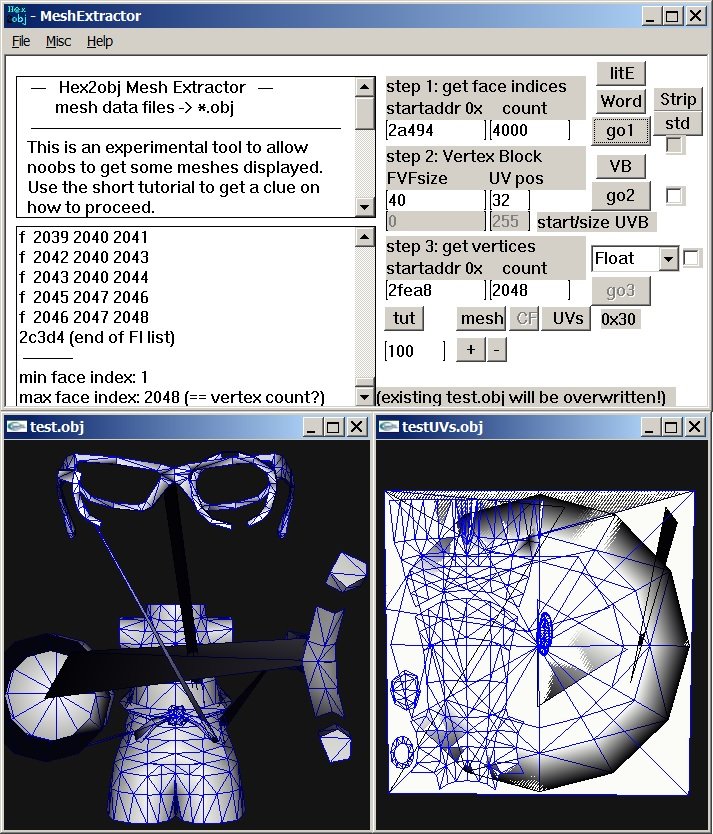 Hex obj - MeshExtractor
File Misc Help
— Hex2obj Mesh Extractor —
mesh data files -> *.obj
This is an experimental tool to allow
noobs to get some meshes displayed.
Use the short tutorial to get a clue on
how to proceed.
f 2039 2040 2041
f 2042 2040 2043
f 2043 2040 2044
f 2045 2047 2046
f 2046 2047 2048
2c3d4 (end of FI list)
min face index: 1
max face index: 2048 (== vertex count?)
litE
step 1: get face indices
startaddr 0x count
Word Strip
2a494 4000 go1 std
step 2: Vertex Block
FVFsize UV pos
VB
40 32 go2
0 255 start/size UVB
step 3: get vertices
startaddr 0x count
Float
2fea8 2048 go3
tut mesh CF UVs 0x30
100 + -
(existing test.obj will be overwritten!)
test.obj
testUVs.obj